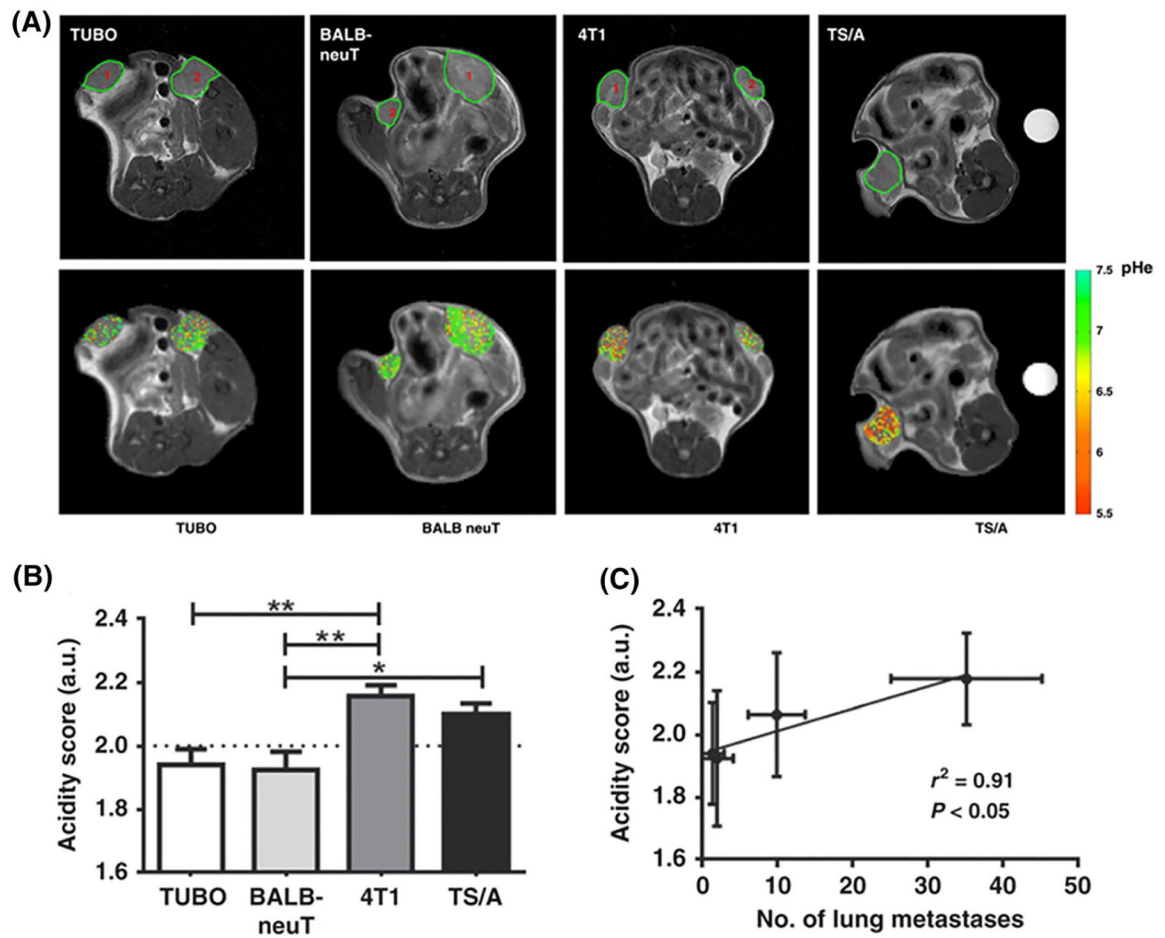 (A)
TUBO
BALB-
neuT
4T1
TS/A
1
2
1
2
1
2
7.5 pHe
7
6.5
6
5.5
TUBO
BALB neuT
4T1
TS/A
(B)
Acidity score (a.u.)
2.4
2.2
2.0
1.8
1.6
**
**
*
TUBO
BALB-
neuT
4T1
TS/A
(C)
Acidity score (a.u.)
2.4
2.2
2.0
1.8
1.6
r² = 0.91
P < 0.05
0
10
20
30
40
50
No. of lung metastases